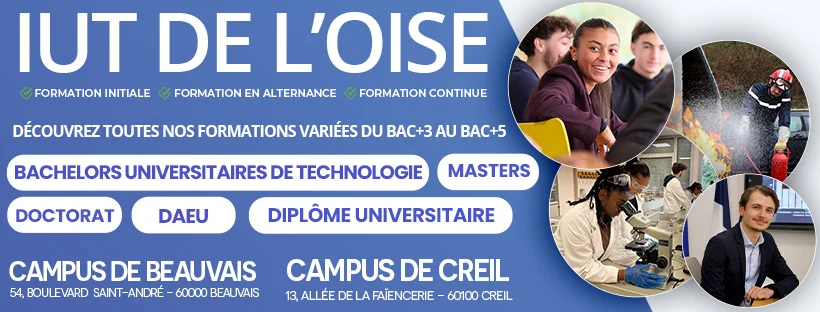 IUT DE L'OISE
FORMATION INITIALE FORMATION EN ALTERNANCE FORMATION CONTINUE
DÉCOUVREZ TOUTES NOS FORMATIONS VARIÉES DU BAC+3 AU BAC+5
BACHELORS UNIVERSITAIRES DE TECHNOLOGIE MASTERS
DOCTORAT DAEU DIPLÔME UNIVERSITAIRE
CAMPUS DE BEAUVAIS CAMPUS DE CREIL
54, BOULEVARD SAINT-ANDRÉ – 60000 BEAUVAIS 13, ALLÉE DE LA FAÏENCERIE – 60100 CREIL